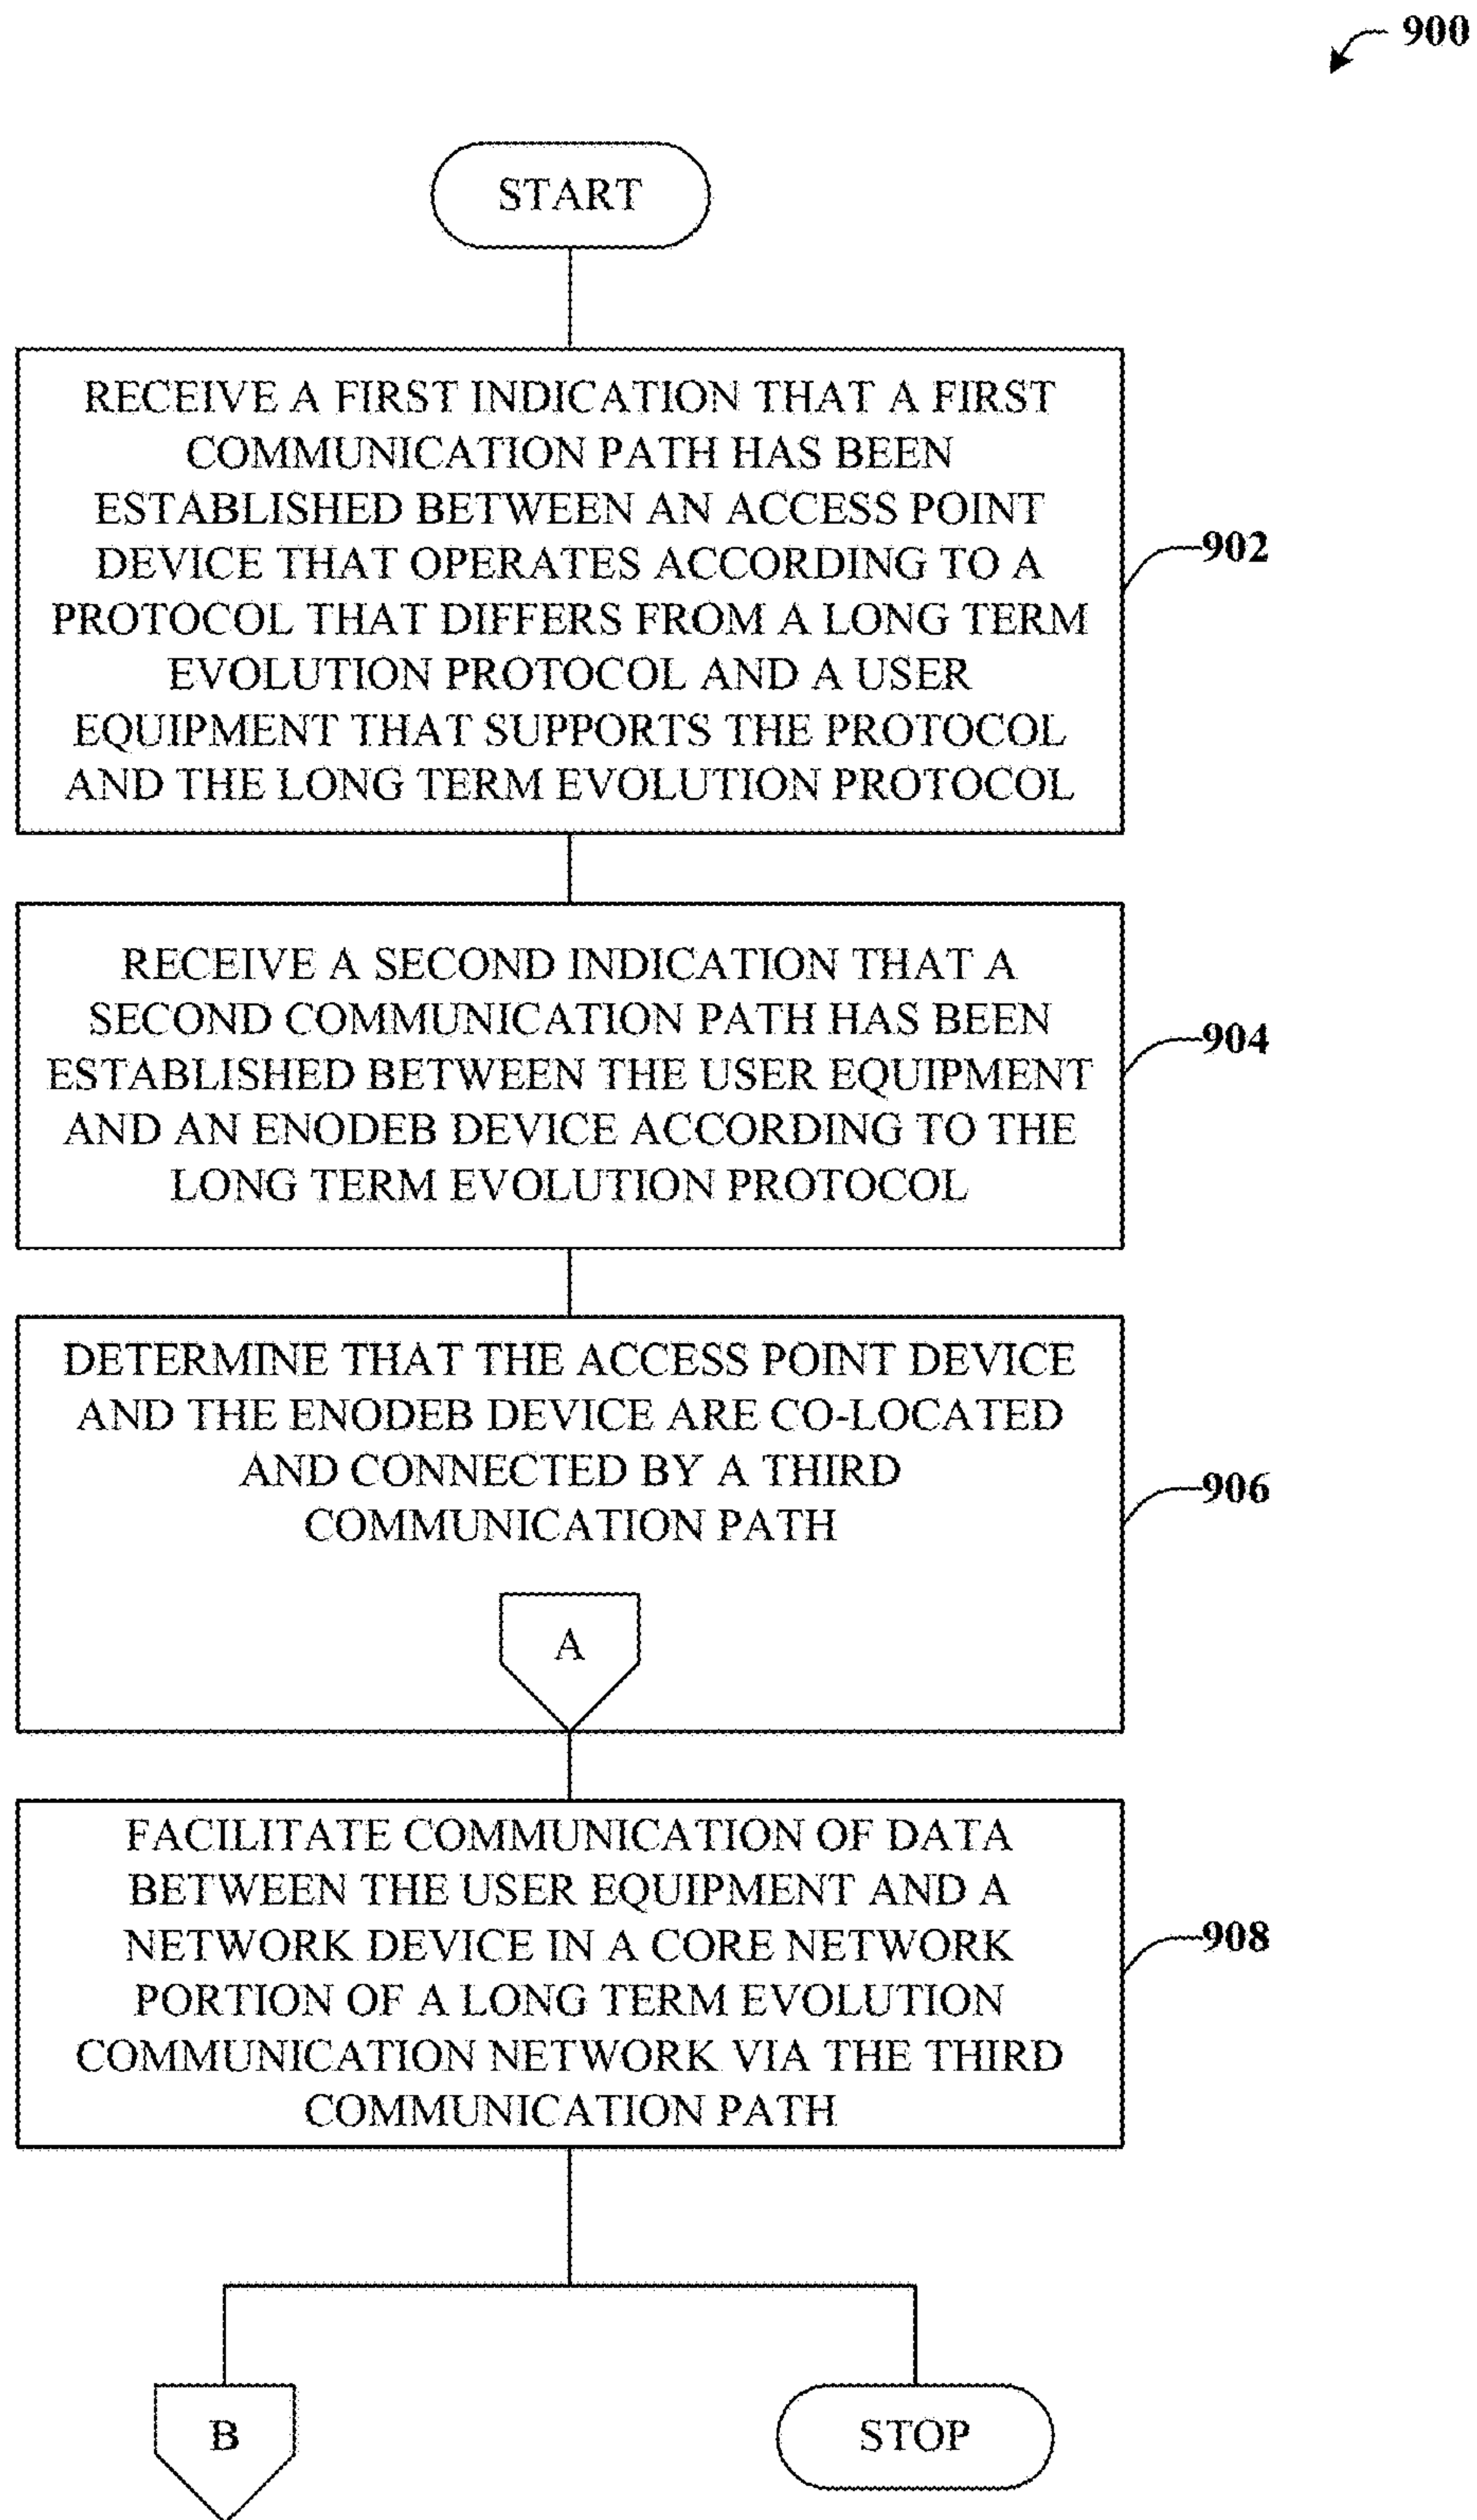 900
START
RECEIVE A FIRST INDICATION THAT A FIRST
COMMUNICATION PATH HAS BEEN
ESTABLISHED BETWEEN AN ACCESS POINT
DEVICE THAT OPERATES ACCORDING TO A
PROTOCOL THAT DIFFERS FROM A LONG TERM
EVOLUTION PROTOCOL AND A USER
EQUIPMENT THAT SUPPORTS THE PROTOCOL
AND THE LONG TERM EVOLUTION PROTOCOL
902
RECEIVE A SECOND INDICATION THAT A
SECOND COMMUNICATION PATH HAS BEEN
ESTABLISHED BETWEEN THE USER EQUIPMENT
AND AN ENODEB DEVICE ACCORDING TO THE
LONG TERM EVOLUTION PROTOCOL
904
DETERMINE THAT THE ACCESS POINT DEVICE
AND THE ENODEB DEVICE ARE CO-LOCATED
AND CONNECTED BY A THIRD
COMMUNICATION PATH
906
A
FACILITATE COMMUNICATION OF DATA
BETWEEN THE USER EQUIPMENT AND A
NETWORK DEVICE IN A CORE NETWORK
PORTION OF A LONG TERM EVOLUTION
COMMUNICATION NETWORK VIA THE THIRD
COMMUNICATION PATH
908
B
STOP